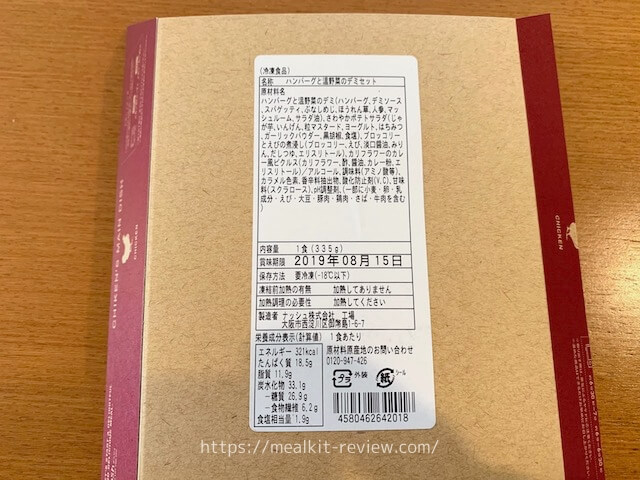 (冷凍食品)
名称 ハンバーグと温野菜のデミセット
原材料名
ハンバーグと温野菜のデミ(ハンバーグ、デミソース
、スパゲッティ、ぶなしめじ、ほうれん草、人参、マッ
シュルーム、サラダ油)、さわやかポテトサラダ(じゃ
が芋、いんげん、粒マスタード、ヨーグルト、はちみつ
、ガーリックパウダー、黒胡椒、食塩)、ブロッコリー
とえびの煮浸し(ブロッコリー、えび、淡口醤油、みり
ん、だしつゆ、エリスリトール)、カリフラワーのカレ
ー風ピクルス(カリフラワー、酢、醤油、カレー粉、エ
リスリトール)/アルコール、調味料(アミノ酸等)、
カラメル色素、香辛料抽出物、酸化防止剤(V.C)、甘
味料(スクラロース)、pH調整剤、(一部に小麦・卵・乳
成分・えび・大豆・豚肉・鶏肉・さば・牛肉を含む
)
内容量 1食(335g)
賞味期限 2019年08月15日
保存方法 要冷凍(-18℃以下)
凍結前加熱の有無 加熱してありません
加熱調理の必要性 加熱してください
製造者 ナッシュ株式会社 工場
大阪市西淀川区御幣島1-6-7
栄養成分表示(計算値) 1食あたり
エネルギー 321kcal
たんぱく質 18.5g
脂質 11.9g
炭水化物 33.1g
―糖質 26.9g
―食物繊維 6.2g
食塩相当量 1.9g
原材料原産地のお問い合わせ
0120-947-426
プラ 外装 紙 シール
4580462642018
CHIKEN'S MAIN DISH
CHICKEN
CHICKEN
https://mealkit-review.com/